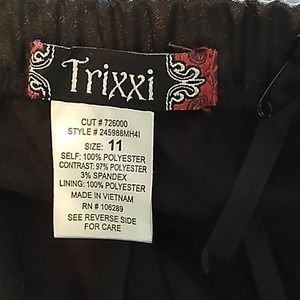 Trixxi
CUT # 726000
STYLE # 245988MH4I
SIZE: 11
SELF: 100% POLYESTER
CONTRAST: 97% POLYESTER
3% SPANDEX
LINING: 100% POLYESTER
MADE IN VIETNAM
RN # 106289
SEE REVERSE SIDE
FOR CARE